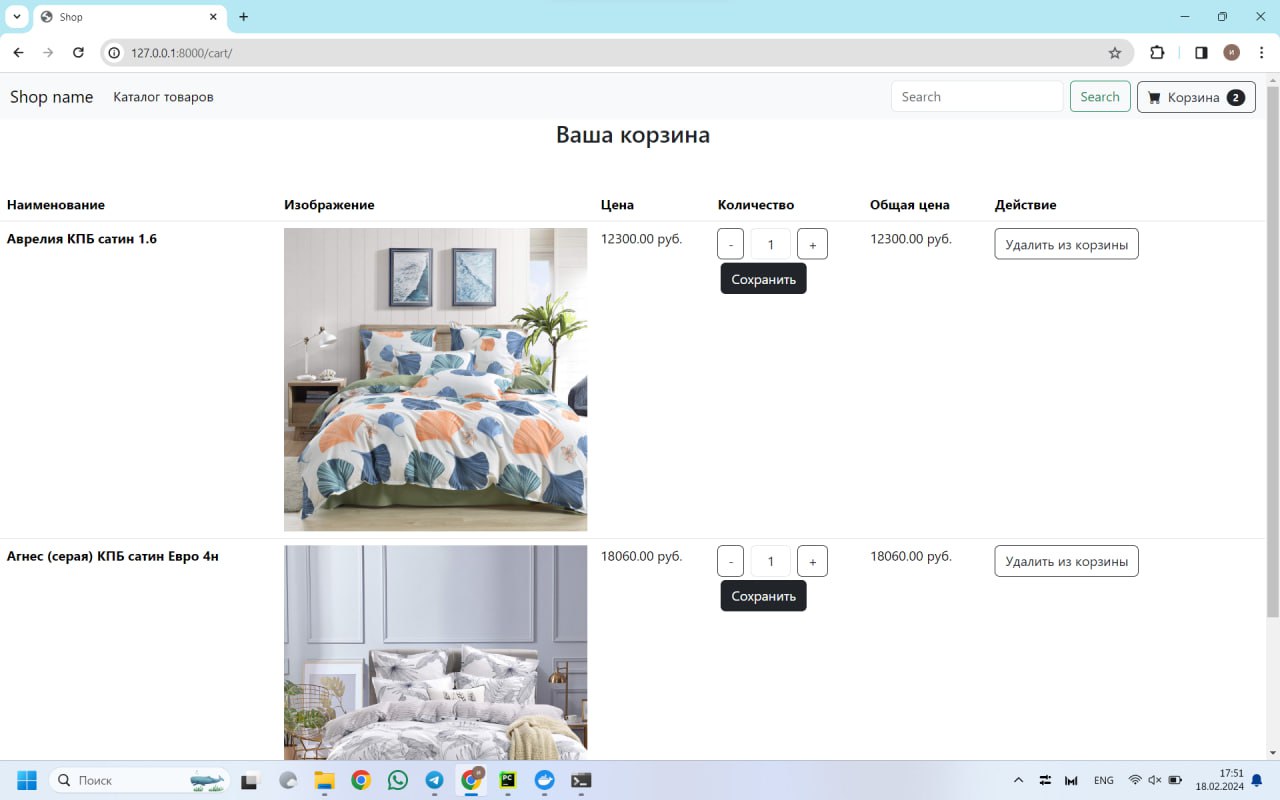 Shop
127.0.0.1:8000/cart/
И
Shop name Каталог товаров Search Search Корзина 2
Ваша корзина
Наименование Изображение Цена Количество Общая цена Действие
Аврелия КПБ сатин 1.6 12300.00 руб. - 1 + 12300.00 руб. Удалить из корзины
Сохранить
Агнес (серая) КПБ сатин Евро 4н 18060.00 руб. - 1 + 18060.00 руб. Удалить из корзины
Сохранить
Поиск PC ENG 17:51
18.02.2024